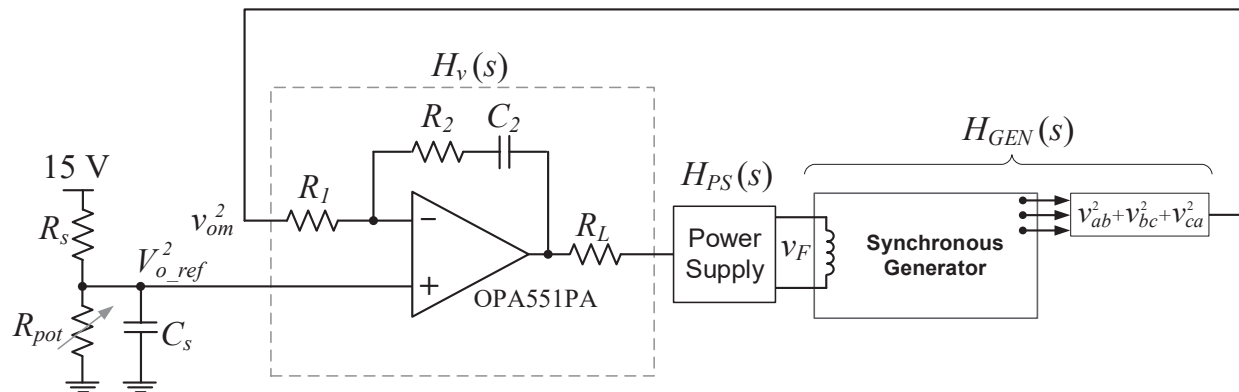 H_v(s)
R_2
C_2
H_GEN(s)
15 V
H_PS(s)
R_1
R_s
v_om^2
−
R_L
Power
Supply
v_F
Synchronous
Generator
v_ab^2+v_bc^2+v_ca^2
V_o_ref^2
+
OPA551PA
R_pot
C_s